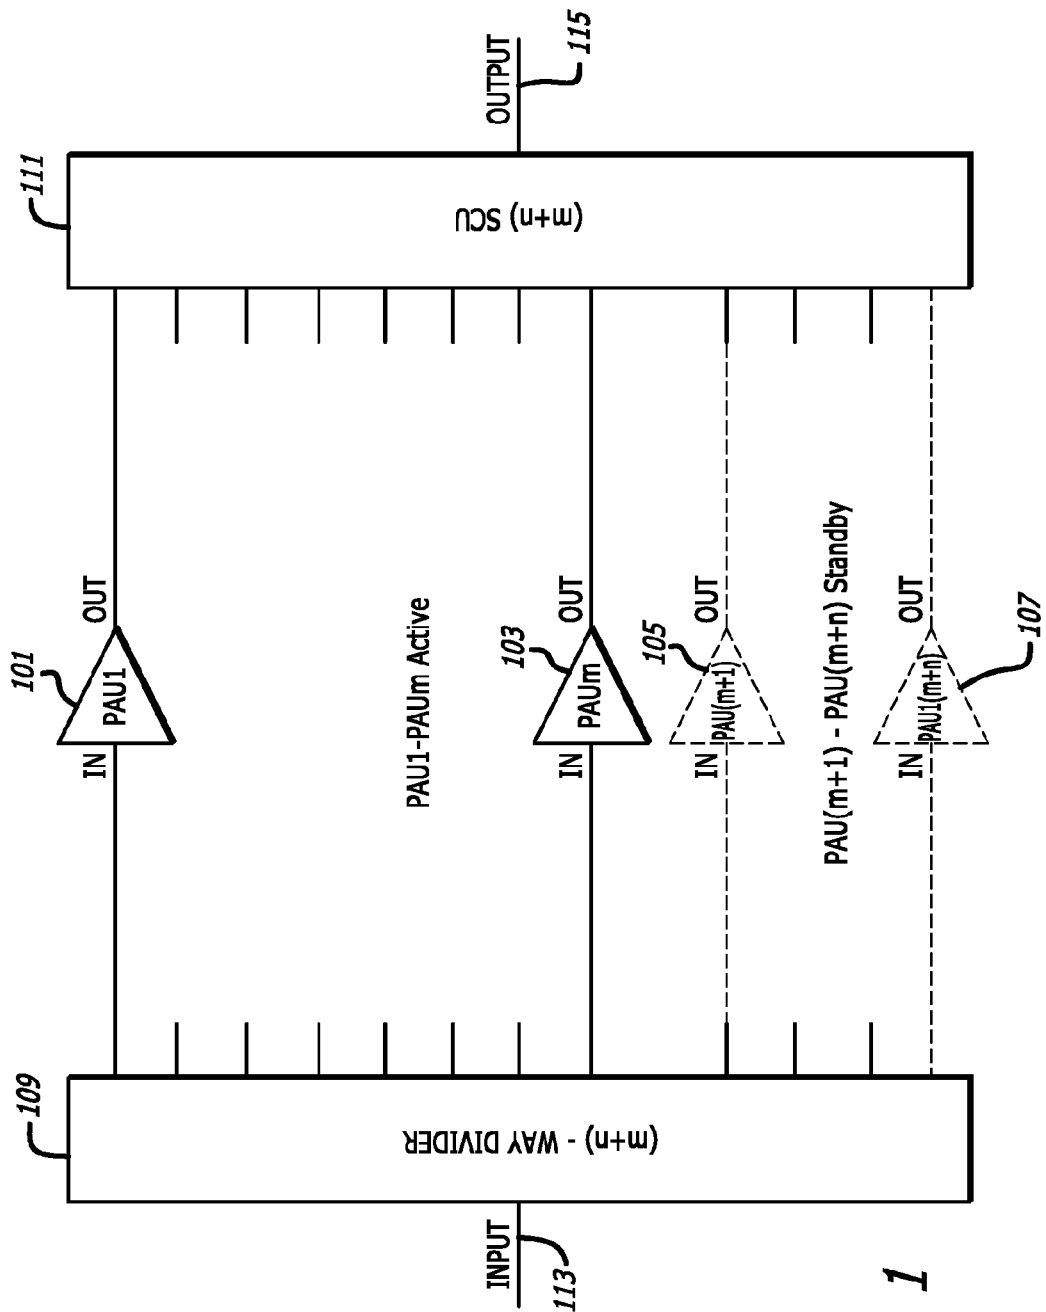 109
111
INPUT
113
(m+n) - WAY DIVIDER
101
IN
PAU1
OUT
PAU1-PAUm Active
103
IN
PAUm
OUT
105
IN
PAU(m+1)
OUT
PAU(m+1) - PAU(m+n) Standby
IN
PAU1(m+n)
OUT
107
(m+n) SCU
OUTPUT
115
1